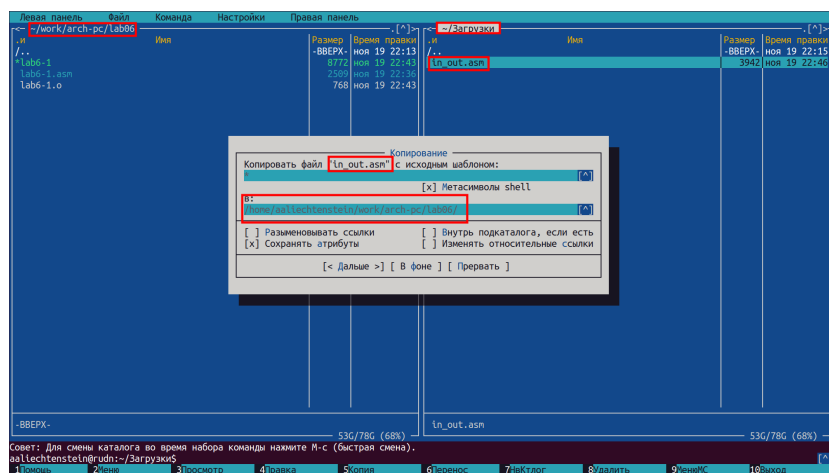 Левая панель Файл Команда Настройки Правая панель
<- ~/work/arch-pc/lab06 .[^]>
.и Имя Размер Время правки
/.. -ВВЕРХ- ноя 19 22:13
*lab6-1 8772 ноя 19 22:43
lab6-1.asm 2509 ноя 19 22:36
lab6-1.o 768 ноя 19 22:43
-ВВЕРХ-
53G/78G (68%)
<- ~/Загрузки .[^]>
.и Имя Размер Время правки
/.. -ВВЕРХ- ноя 19 22:15
in_out.asm 3942 ноя 19 22:46
in_out.asm
53G/78G (68%)
Копирование
Копировать файл "in_out.asm" с исходным шаблоном:
* [^]
[x] Метасимволы shell
в:
/home/aaliechtenstein/work/arch-pc/lab06/ [^]
[ ] Разыменовывать ссылки [ ] Внутрь подкаталога, если есть
[x] Сохранять атрибуты [ ] Изменять относительные ссылки
[< Дальше >] [ В фоне ] [ Прервать ]
Совет: Для смены каталога во время набора команды нажмите M-c (быстрая смена).
aaliechtenstein@rudn:~/Загрузки$ [^]
1Помощь 2Меню 3Просмотр 4Правка 5Копия 6Перенос 7НвКтлог 8Удалить 9МенюMC 10Выход